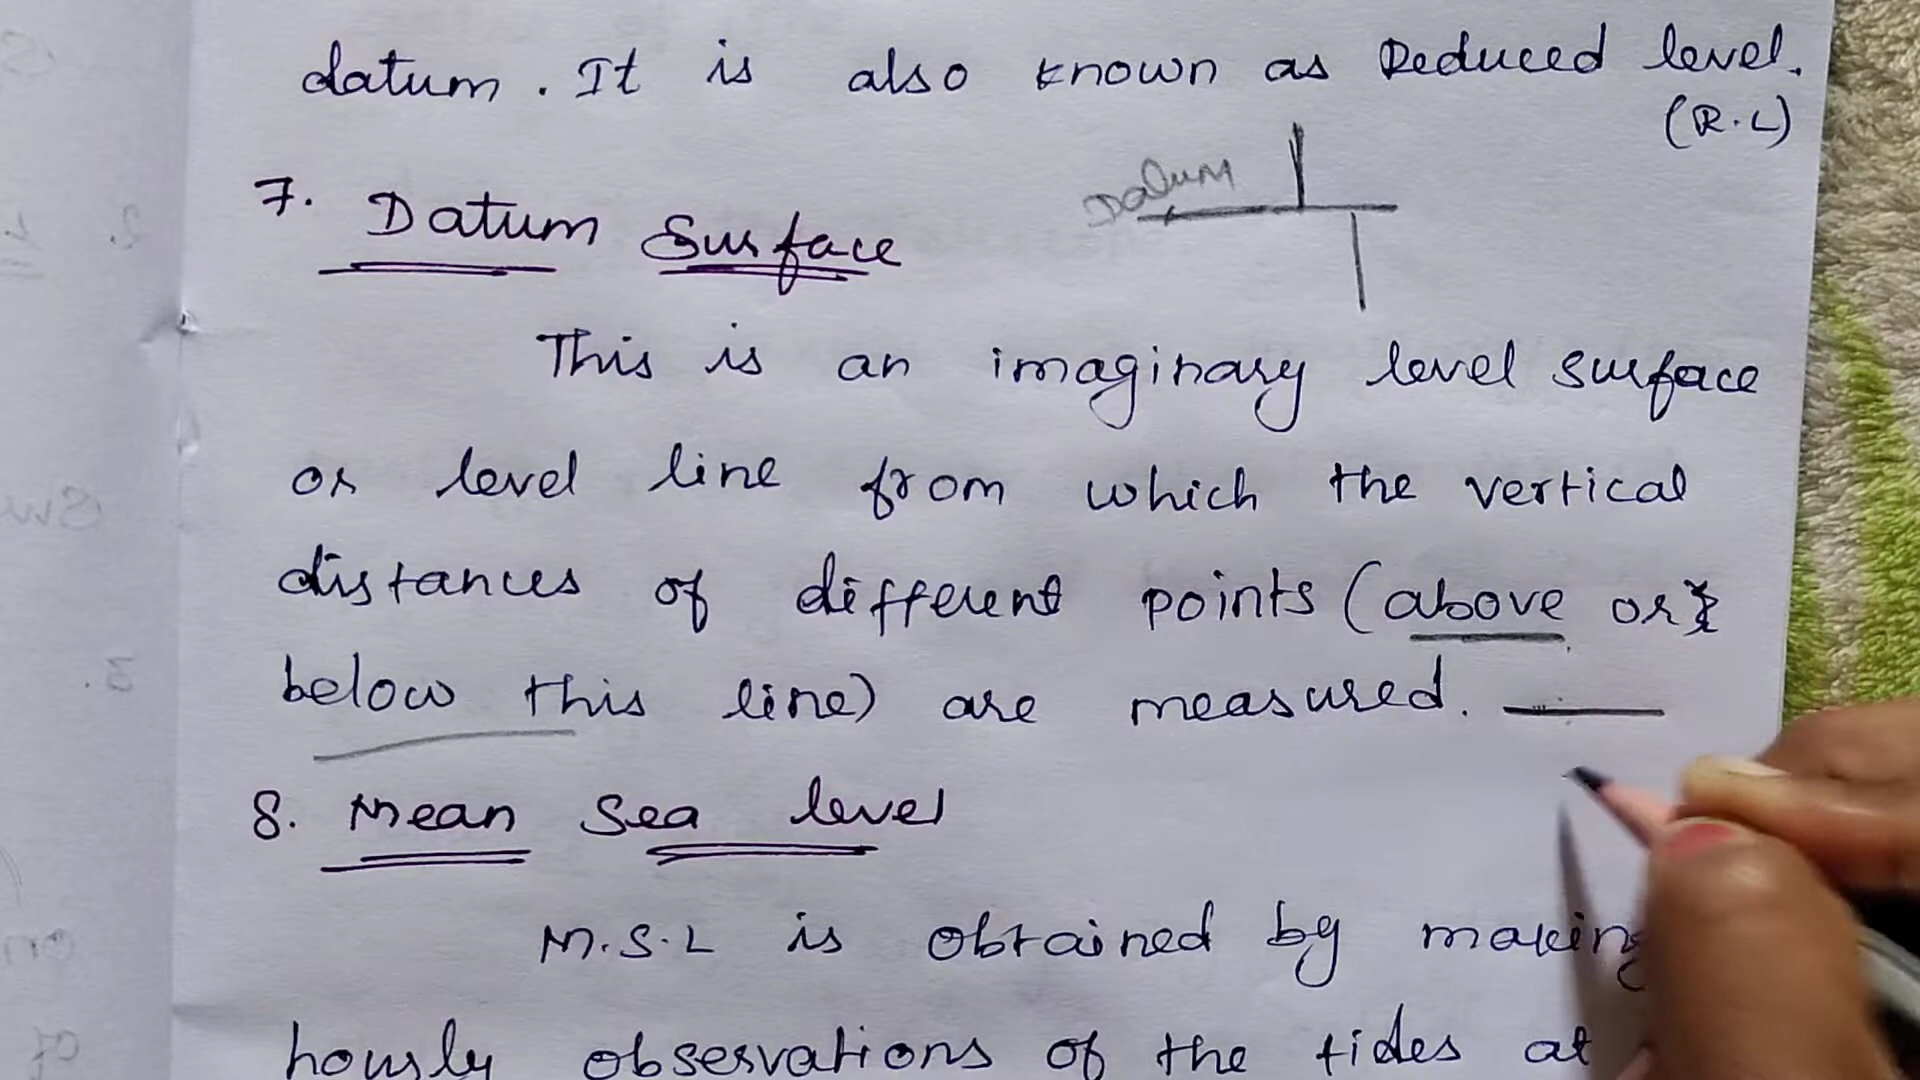 datum. It is also known as Reduced level.
(R.L)
Datum
7. Datum Surface
This is an imaginary level surface
or level line from which the vertical
distances of different points (above or
below this line) are measured.
8. Mean Sea level
M.S.L is obtained by making
hourly observations of the tides at